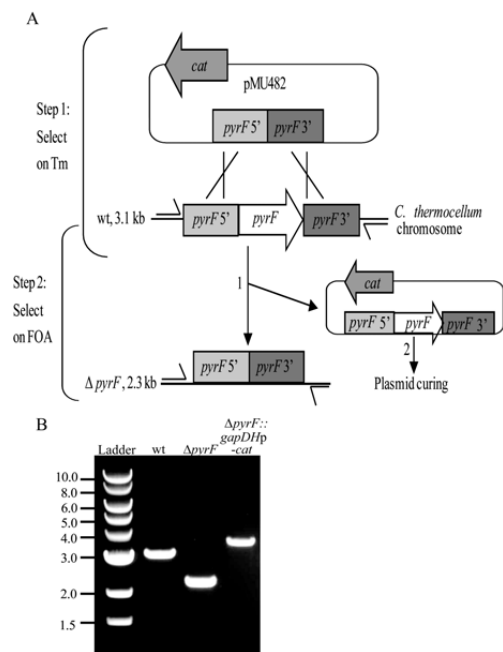 A
cat
pMU482
Step 1:
Select
on Tm
pyrF 5' pyrF 3'
wt, 3.1 kb
pyrF 5' pyrF pyrF 3'
C. thermocellum
chromosome
Step 2:
Select
on FOA
1
cat
pyrF 5' pyrF pyrF 3'
2
Plasmid curing
pyrF 5' pyrF 3'
Δ pyrF, 2.3 kb
B
Ladder wt ΔpyrF ΔpyrF::
gapDHp
-cat
10.0
8.0
6.0
5.0
4.0
3.0
2.0
1.5